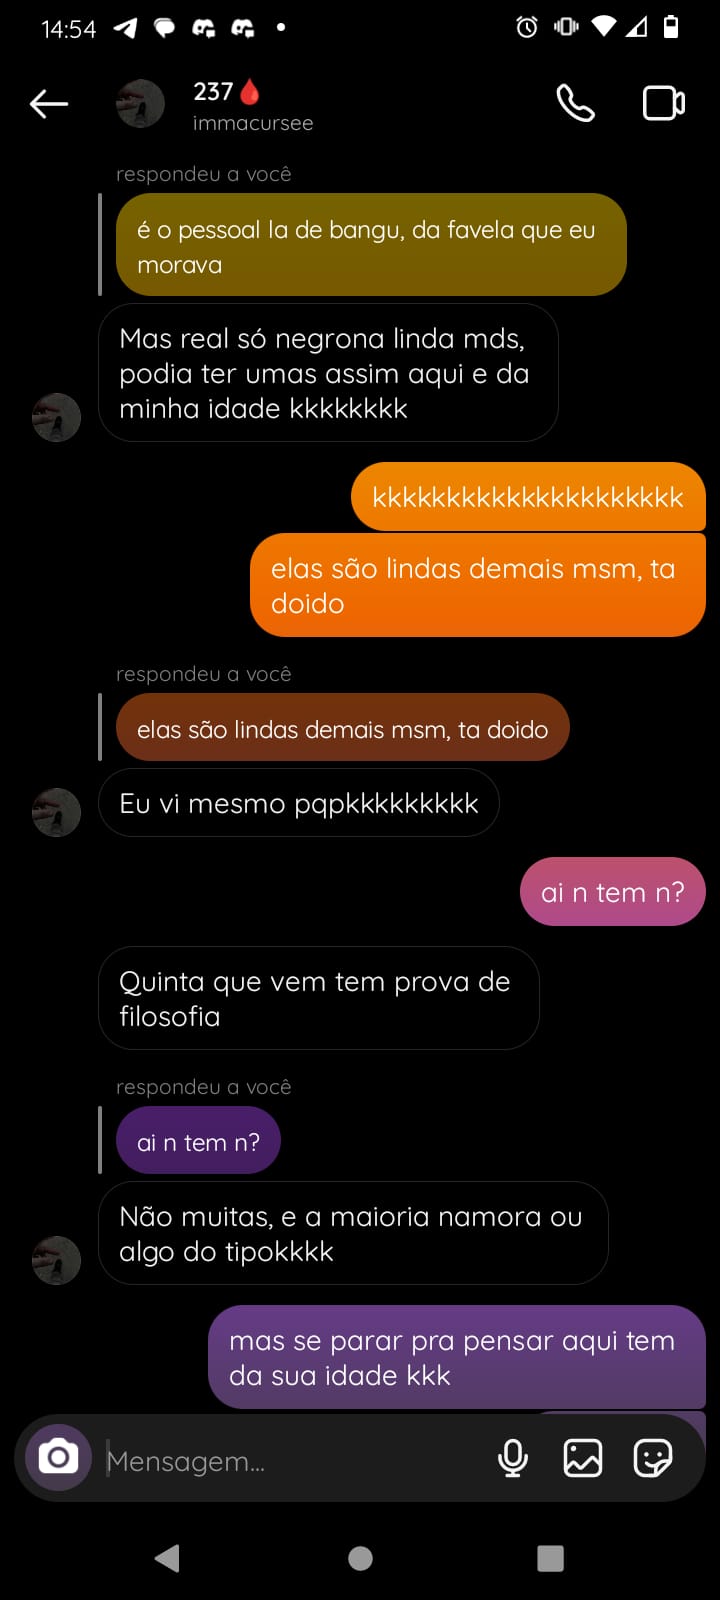 14:54
237
immacursee
respondeu a você
é o pessoal la de bangu, da favela que eu
morava
Mas real só negrona linda mds,
podia ter umas assim aqui e da
minha idade kkkkkkkk
kkkkkkkkkkkkkkkkkkkkk
elas são lindas demais msm, ta
doido
respondeu a você
elas são lindas demais msm, ta doido
Eu vi mesmo pqpkkkkkkkkk
ai n tem n?
Quinta que vem tem prova de
filosofia
respondeu a você
ai n tem n?
Não muitas, e a maioria namora ou
algo do tipokkkk
mas se parar pra pensar aqui tem
da sua idade kkk
Mensagem...